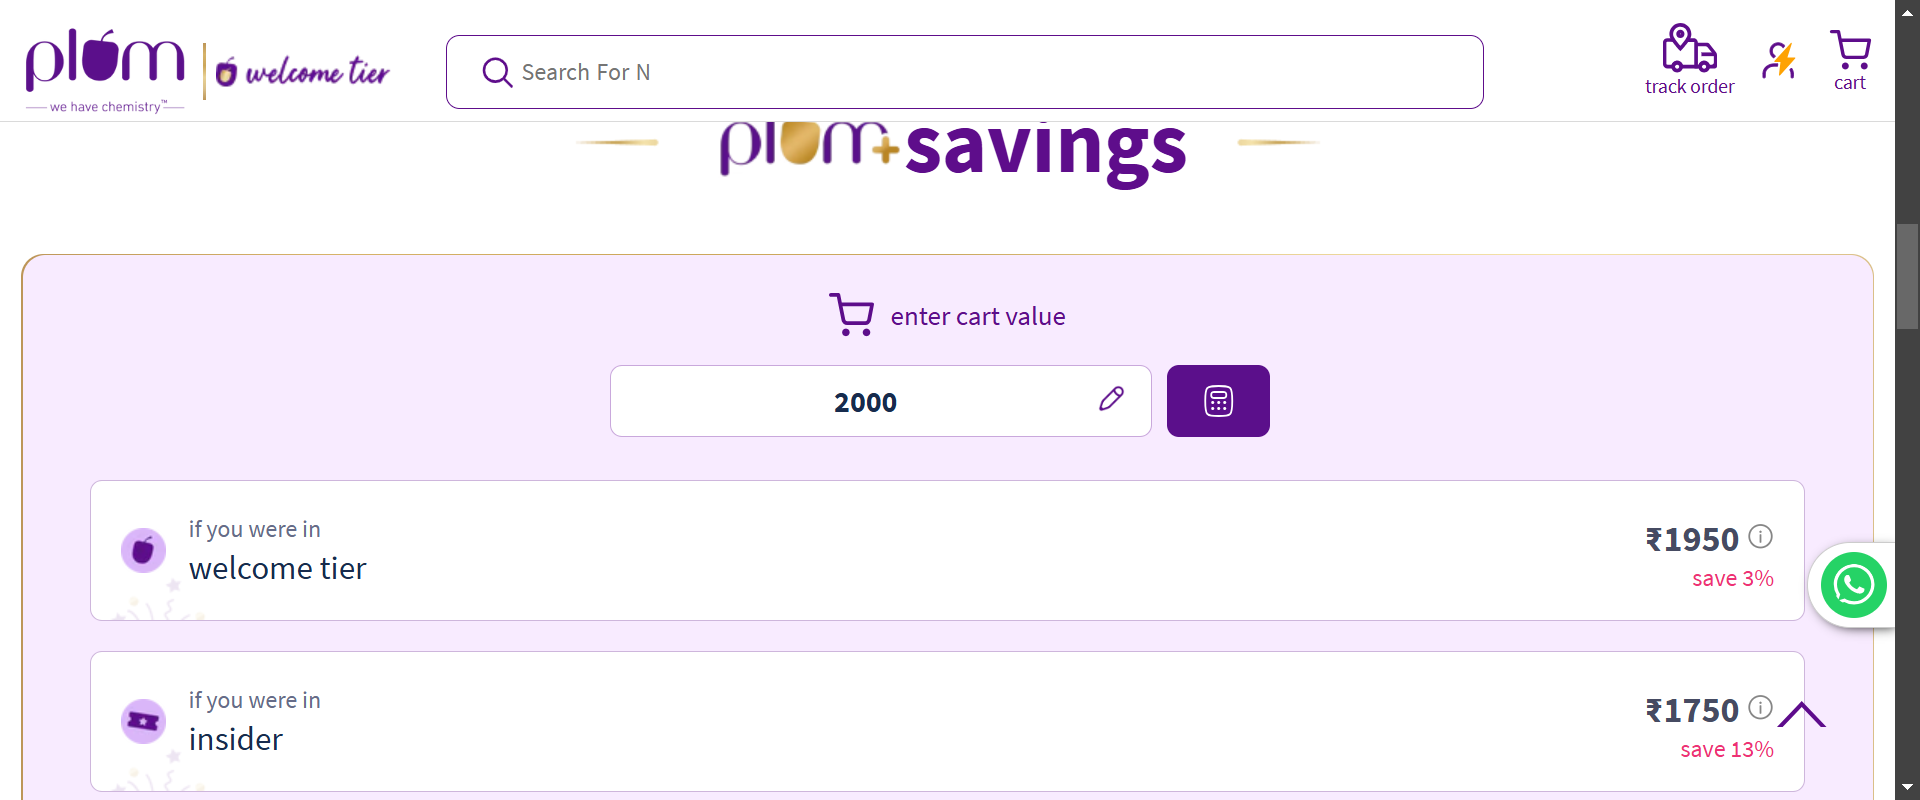 plum
we have chemistry™
welcome tier
Search For N
track order
cart
plum+ savings
enter cart value
2000
if you were in
welcome tier
₹1950
save 3%
if you were in
insider
₹1750
save 13%